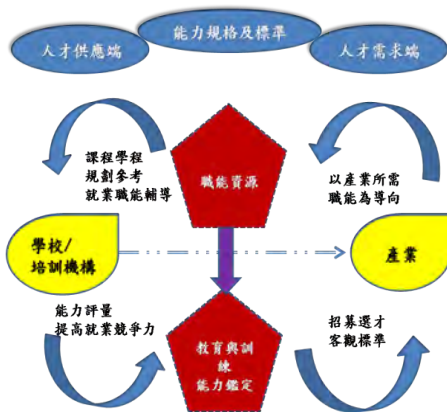 人才供應端
能力規格及標準
人才需求端
課程學程
規劃參考
就業職能輔導
職能資源
以產業所需
職能為導向
學校/
培訓機構
產業
能力評量
提高就業競爭力
教育與訓
練
能力鑑定
招募選才
客觀標準